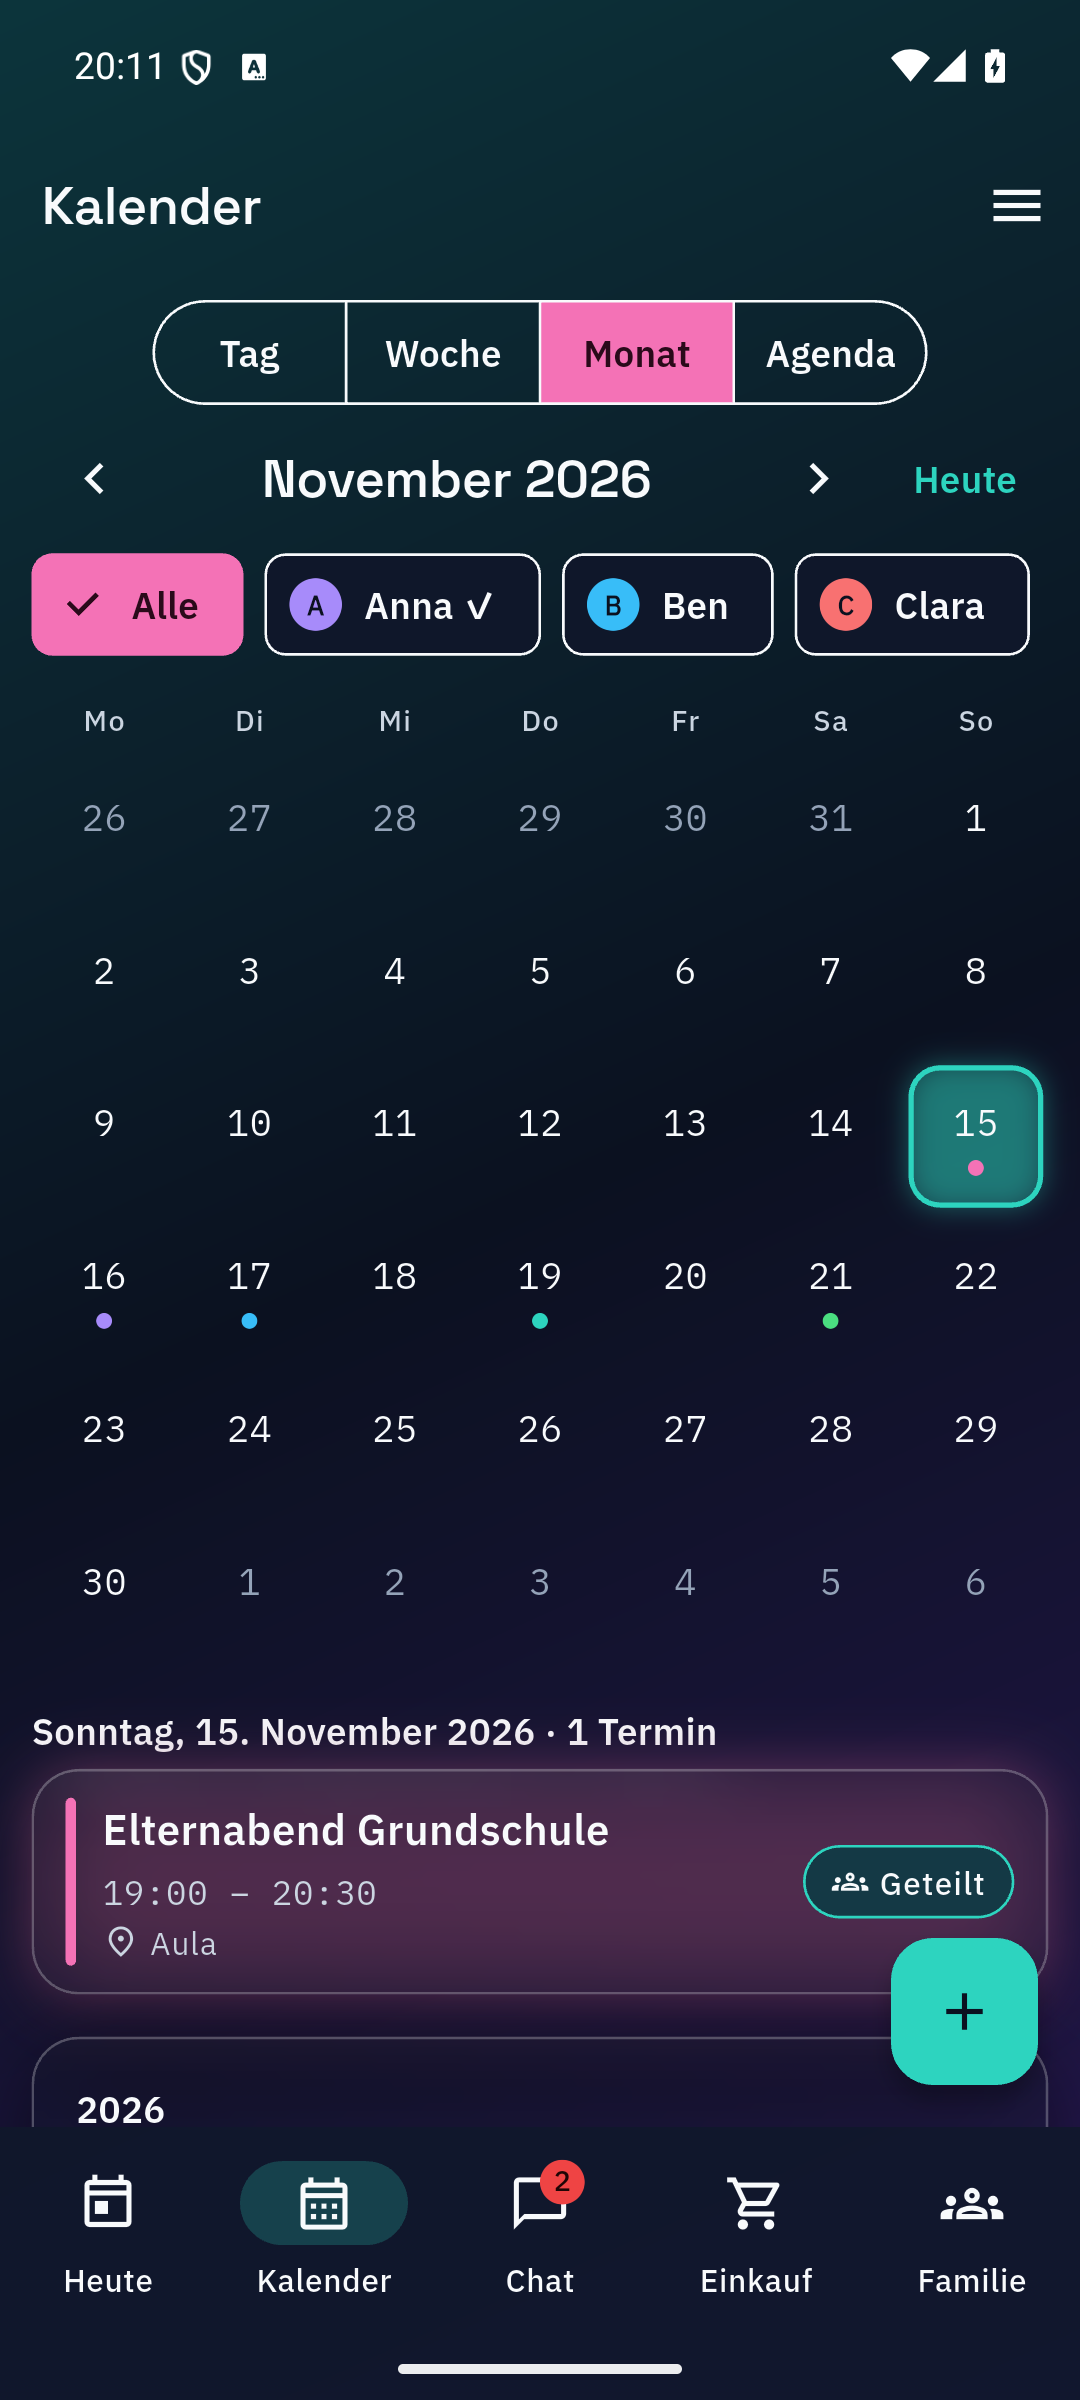 20:11
Kalender
Tag Woche Monat Agenda
November 2026 Heute
Alle A Anna √ B Ben C Clara
Mo Di Mi Do Fr Sa So
26 27 28 29 30 31 1
2 3 4 5 6 7 8
9 10 11 12 13 14 15
16 17 18 19 20 21 22
23 24 25 26 27 28 29
30 1 2 3 4 5 6
Sonntag, 15. November 2026 · 1 Termin
Elternabend Grundschule
19:00 – 20:30
Geteilt
Aula
+
2026
2
Heute Kalender Chat Einkauf Familie